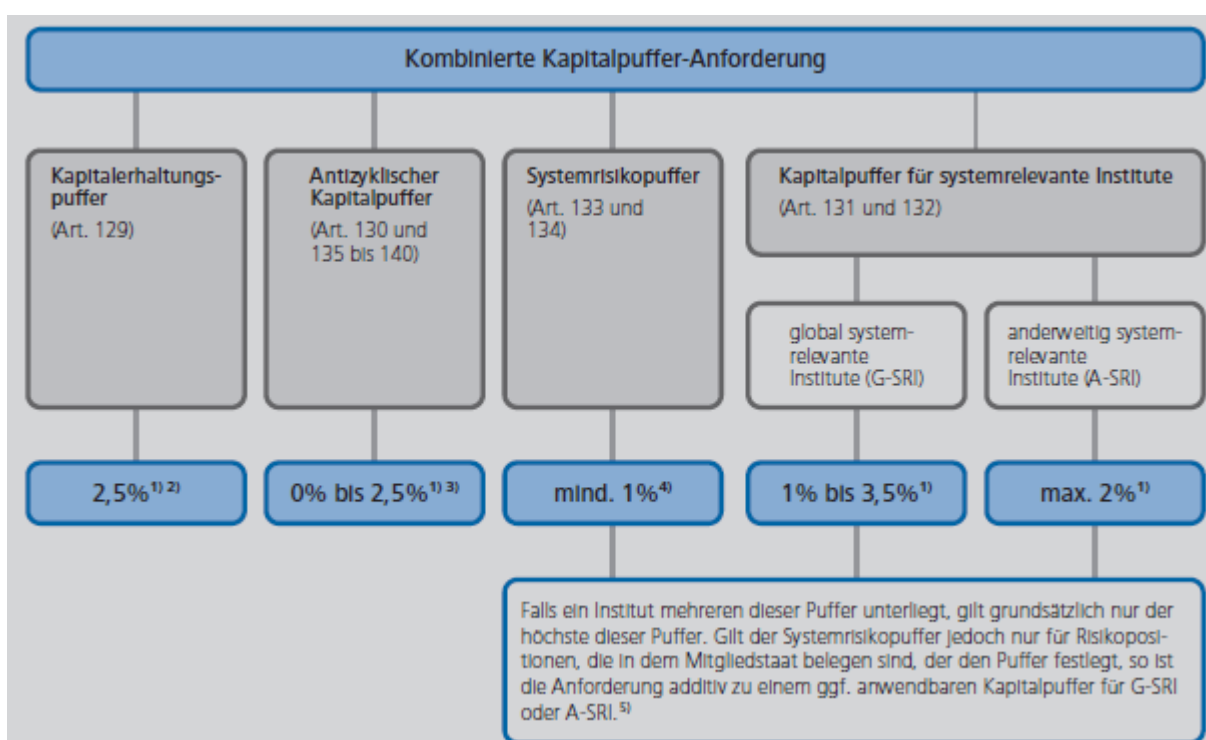 Kombinierte Kapitalpuffer-Anforderung
Kapitalerhaltungs-
puffer
(Art. 129)
Antizyklischer
Kapitalpuffer
(Art. 130 und
135 bis 140)
Systemrisikopuffer
(Art. 133 und
134)
Kapitalpuffer für systemrelevante Institute
(Art. 131 und 132)
global system-
relevante
Institute (G-SRI)
anderweitig system-
relevante
Institute (A-SRI)
2,5%¹⁾ ²⁾
0% bis 2,5%¹⁾ ³⁾
mind. 1%⁴⁾
1% bis 3,5%¹⁾
max. 2%¹⁾
Falls ein Institut mehreren dieser Puffer unterliegt, gilt grundsätzlich nur der
höchste dieser Puffer. Gilt der Systemrisikopuffer jedoch nur für Risikoposi-
tionen, die in dem Mitgliedstaat belegen sind, der den Puffer festlegt, so ist
die Anforderung additiv zu einem ggf. anwendbaren Kapitalpuffer für G-SRI
oder A-SRI.⁵⁾